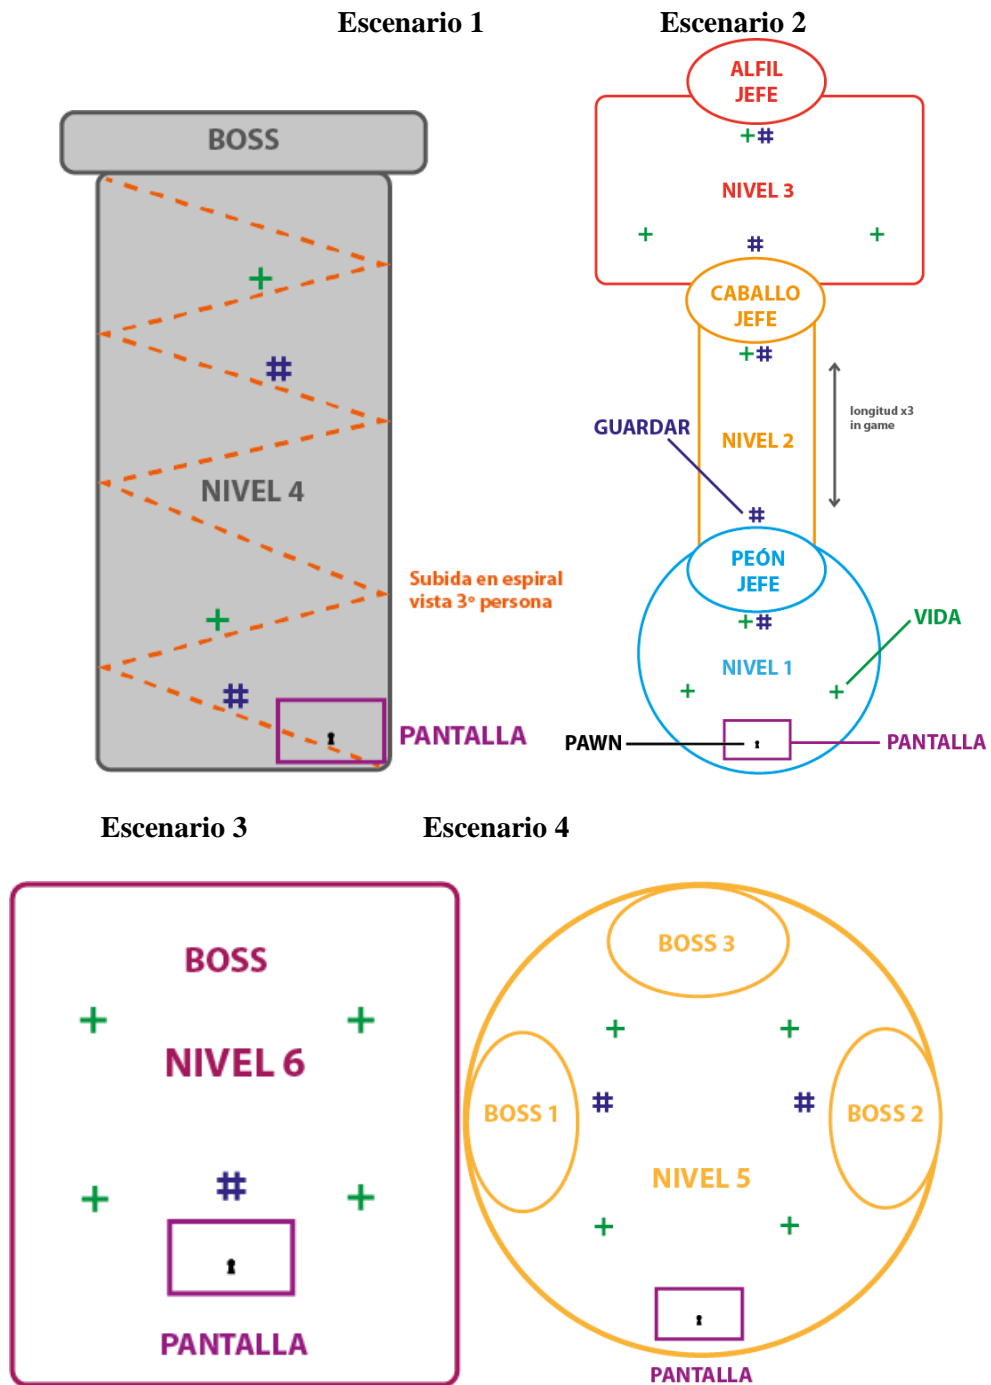 Escenario 1
Escenario 2
BOSS
NIVEL 4
Subida en espiral
vista 3º persona
#
#
+
+
PANTALLA
ALFIL
JEFE
+#
NIVEL 3
+
+
#
CABALLO
JEFE
+#
longitud x3
in game
GUARDAR
NIVEL 2
#
PEÓN
JEFE
+#
VIDA
NIVEL 1
+
+
PAWN
PANTALLA
Escenario 3
Escenario 4
BOSS
+
+
NIVEL 6
#
+
+
PANTALLA
BOSS 3
+
+
BOSS 1
#
#
BOSS 2
NIVEL 5
+
+
PANTALLA